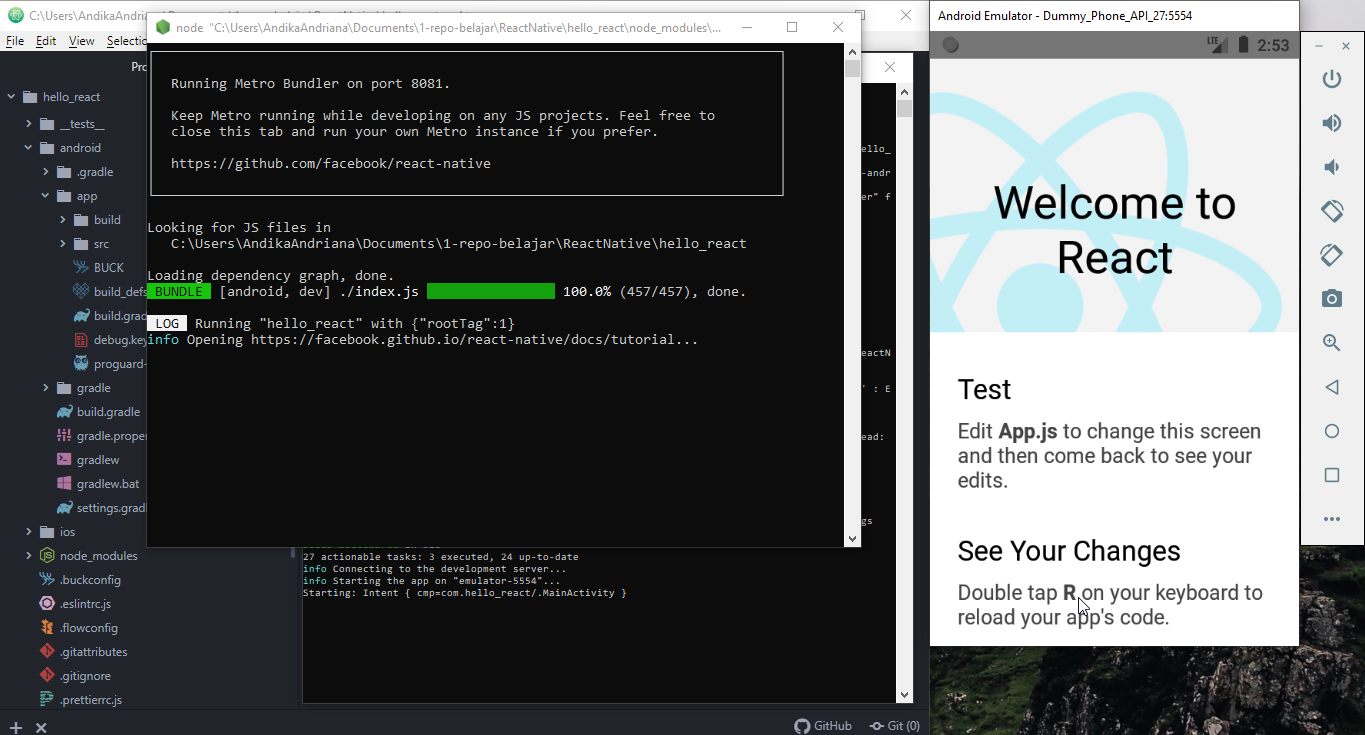 C:\Users\AndikaAndriana
File Edit View Selectio
Pro
hello_react
__tests__
android
.gradle
app
build
src
BUCK
build_defs
build.grad
debug.key
proguard-
gradle
build.gradle
gradle.proper
gradlew
gradlew.bat
settings.gradl
ios
node_modules
.buckconfig
.eslintrc.js
.flowconfig
.gitattributes
.gitignore
.prettierrc.js
GitHub
Git (0)
node "C:\Users\AndikaAndriana\Documents\1-repo-belajar\ReactNative\hello_react\node_modules\...
Running Metro Bundler on port 8081.
Keep Metro running while developing on any JS projects. Feel free to
close this tab and run your own Metro instance if you prefer.
https://github.com/facebook/react-native
Looking for JS files in
C:\Users\AndikaAndriana\Documents\1-repo-belajar\ReactNative\hello_react
Loading dependency graph, done.
BUNDLE [android, dev] ./index.js 100.0% (457/457), done.
LOG Running "hello_react" with {"rootTag":1}
info Opening https://facebook.github.io/react-native/docs/tutorial...
ello_
-andr
er" f
eactN
' : E
ead:
gs
27 actionable tasks: 3 executed, 24 up-to-date
info Connecting to the development server...
info Starting the app on "emulator-5554"...
Starting: Intent { cmp=com.hello_react/.MainActivity }
Android Emulator - Dummy_Phone_API_27:5554
LTE 2:53
Welcome to
React
Test
Edit App.js to change this screen
and then come back to see your
edits.
See Your Changes
Double tap R on your keyboard to
reload your app's code.